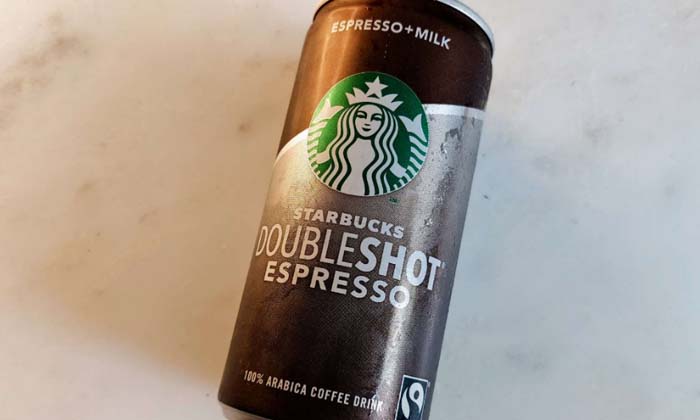 ESPRESSO+MILK
STARBUCKS
DOUBLESHOT®
ESPRESSO
100% ARABICA COFFEE DRINK